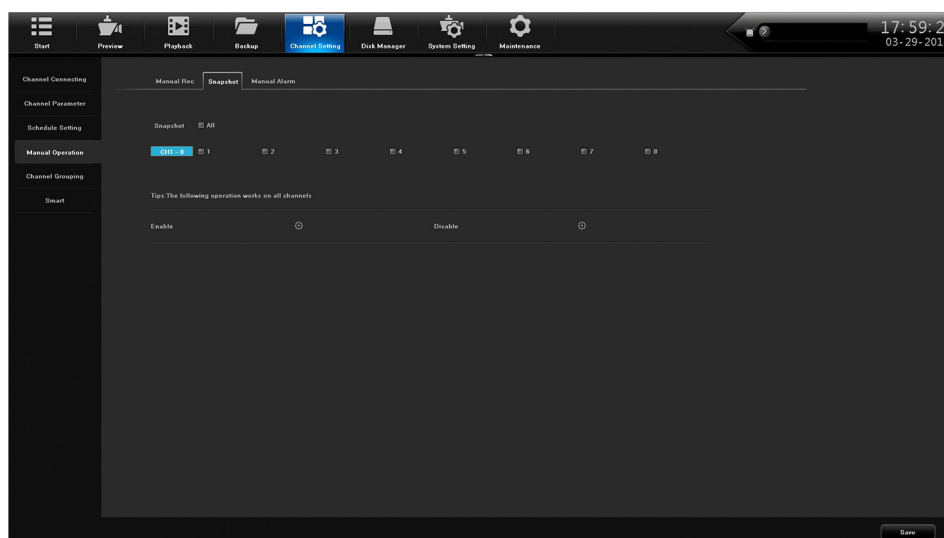 Start Preview Playback Backup Channel Setting Disk Manager System Setting Maintenance
17:59:2
03-29-201
Channel Connecting
Channel Parameter
Schedule Setting
Manual Operation
Channel Grouping
Smart
Manual Rec Snapshot Manual Alarm
Snapshot All
CH1 - 8 1 2 3 4 5 6 7 8
Tips:The following operation works on all channels
Enable Disable
Save